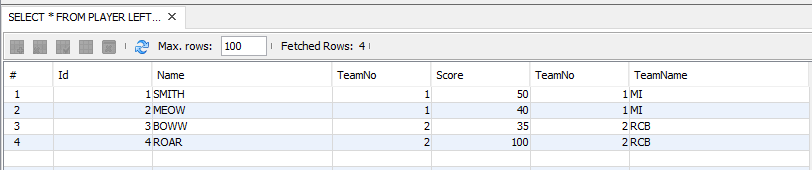 SELECT * FROM PLAYER LEFT... ×
Max. rows: 100 Fetched Rows: 4
# Id Name TeamNo Score TeamNo TeamName
1 1 SMITH 1 50 1 MI
2 2 MEOW 1 40 1 MI
3 3 BOWW 2 35 2 RCB
4 4 ROAR 2 100 2 RCB